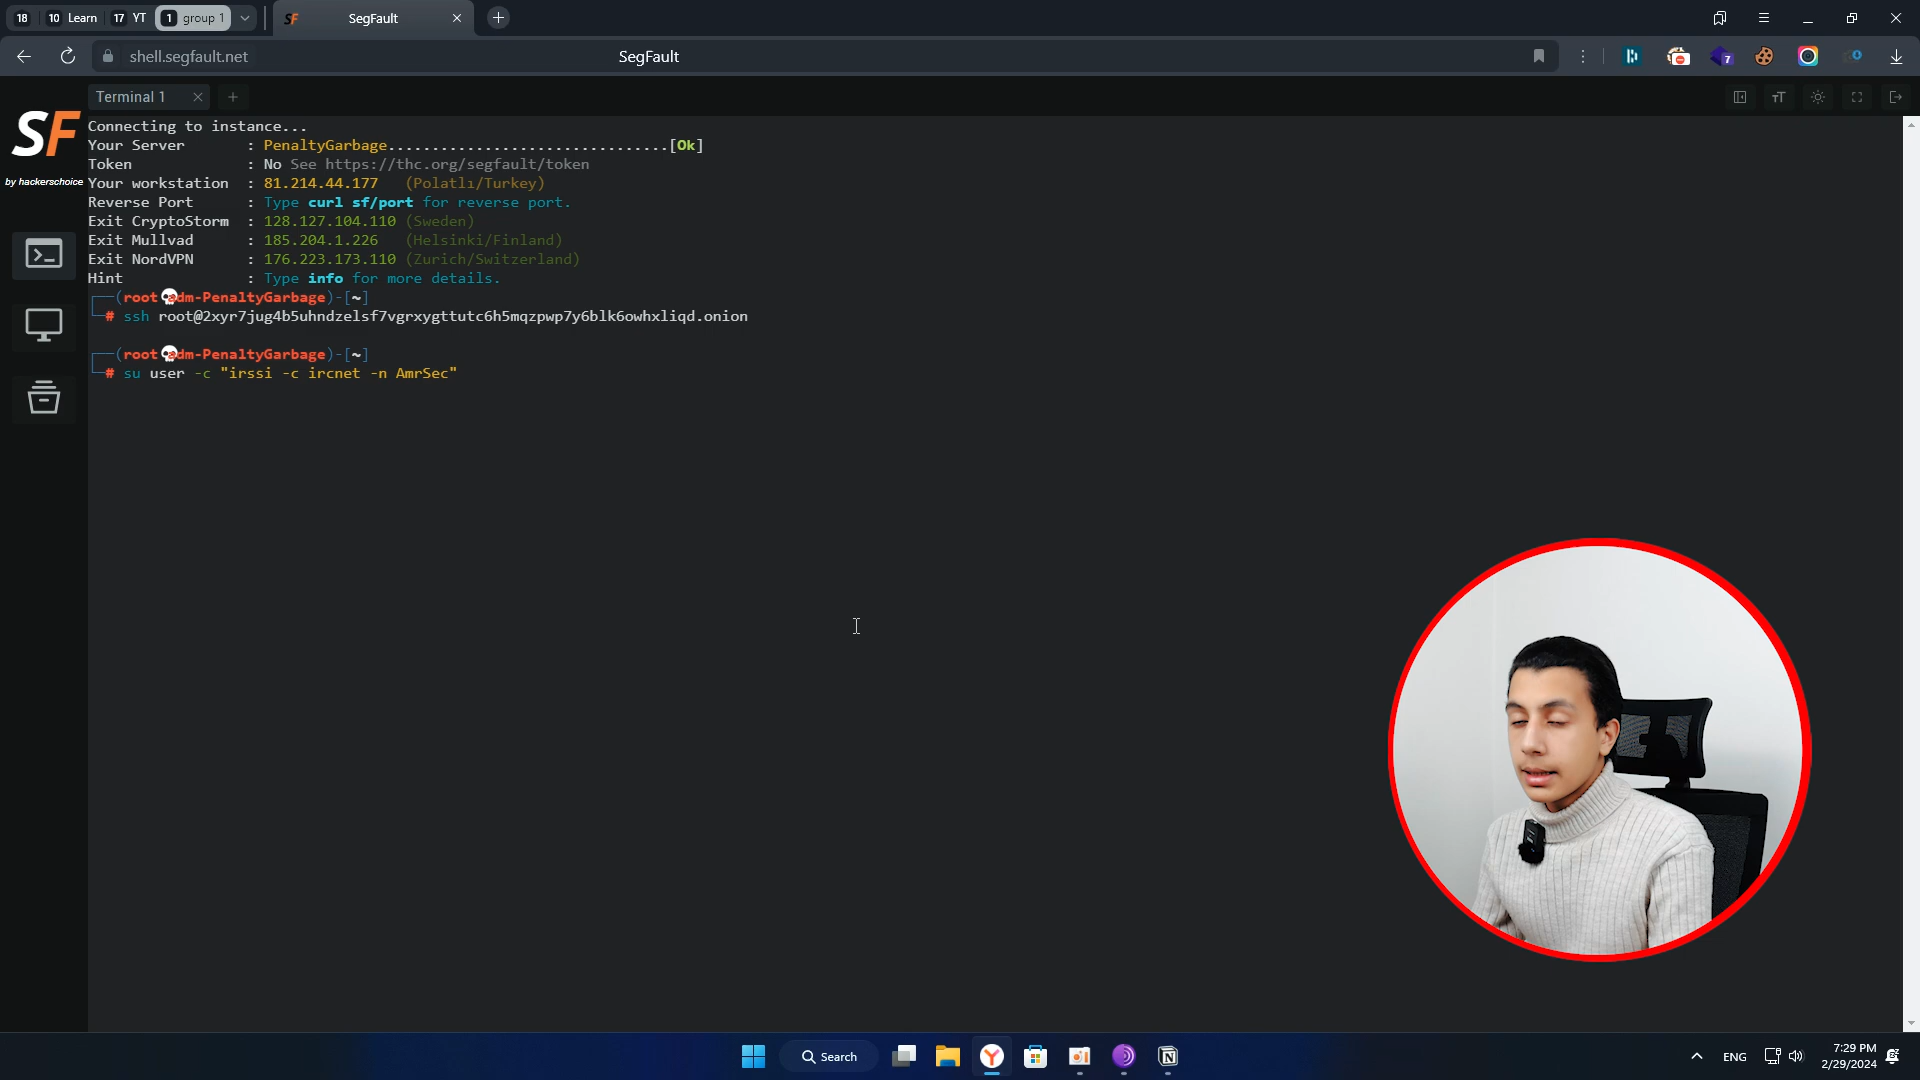 18 10 Learn 17 YT 1 group 1 SegFault
shell.segfault.net SegFault 7
Terminal 1
SF
by hackerschoice
Connecting to instance...
Your Server : PenaltyGarbage................................[Ok]
Token : No See https://thc.org/segfault/token
Your workstation : 81.214.44.177 (Polatlı/Turkey)
Reverse Port : Type curl sf/port for reverse port.
Exit CryptoStorm : 128.127.104.110 (Sweden)
Exit Mullvad : 185.204.1.226 (Helsinki/Finland)
Exit NordVPN : 176.223.173.110 (Zurich/Switzerland)
Hint : Type info for more details.
┌──(root💀adm-PenaltyGarbage)-[~]
└─# ssh root@2xyr7jug4b5uhndzelsf7vgrxygttutc6h5mqzpwp7y6blk6owhxliqd.onion
┌──(root💀adm-PenaltyGarbage)-[~]
└─# su user -c "irssi -c ircnet -n AmrSec"
Search
ENG
7:29 PM
2/29/2024